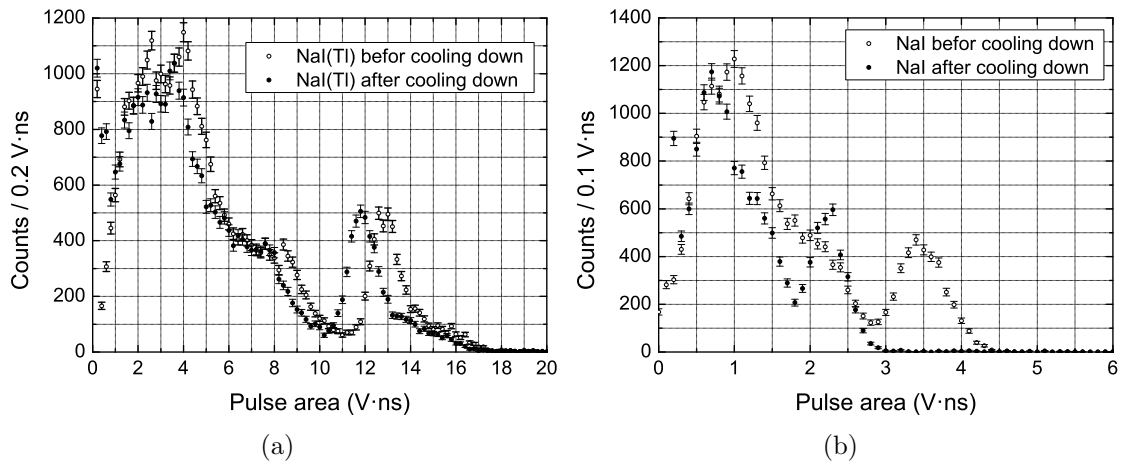 1200
1000
800
600
400
200
0
Counts / 0.2 V·ns
NaI(Tl) befor cooling down
NaI(Tl) after cooling down
0 2 4 6 8 10 12 14 16 18 20
Pulse area (V·ns)
(a)
1400
1200
1000
800
600
400
200
0
Counts / 0.1 V·ns
NaI befor cooling down
NaI after cooling down
0 1 2 3 4 5 6
Pulse area (V·ns)
(b)